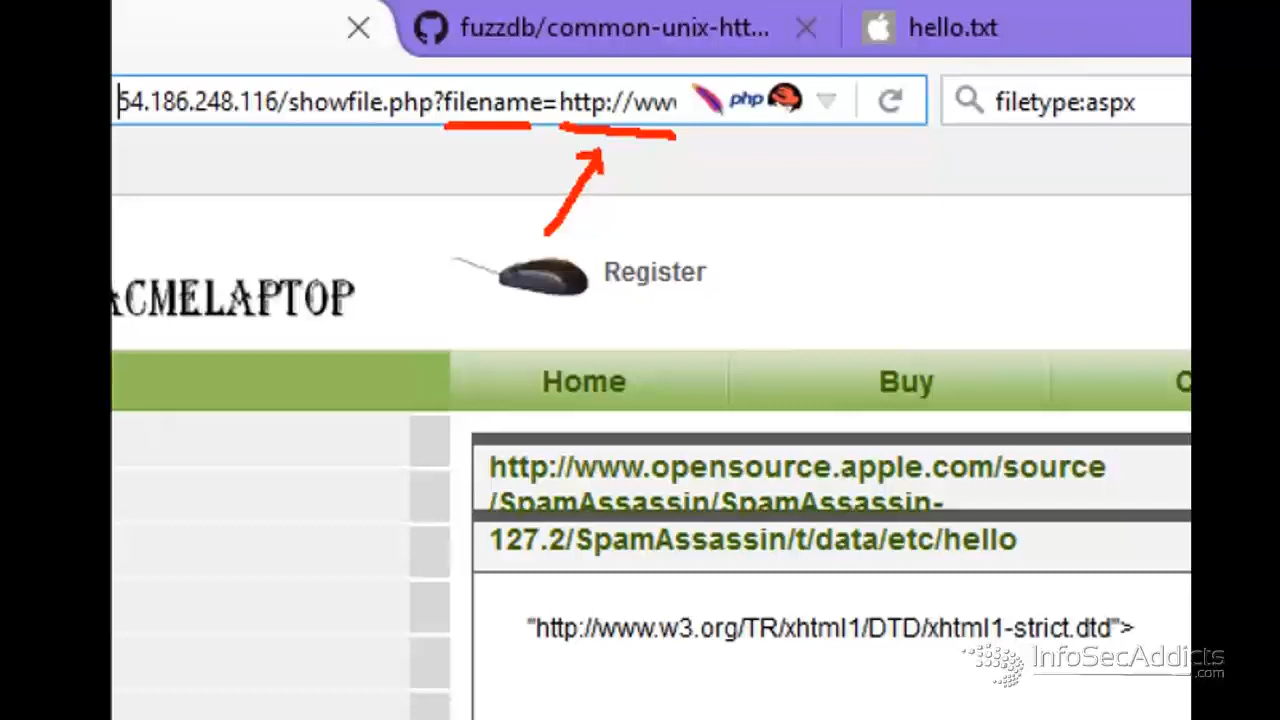 fuzzdb/common-unix-htt...
hello.txt
54.186.248.116/showfile.php?filename=http://www
php
filetype:aspx
ACMELAPTOP
Register
Home
Buy
http://www.opensource.apple.com/source
/SpamAssassin/SpamAssassin-
127.2/SpamAssassin/t/data/etc/hello
"http://www.w3.org/TR/xhtml1/DTD/xhtml1-strict.dtd">
InfoSecAddicts
.com